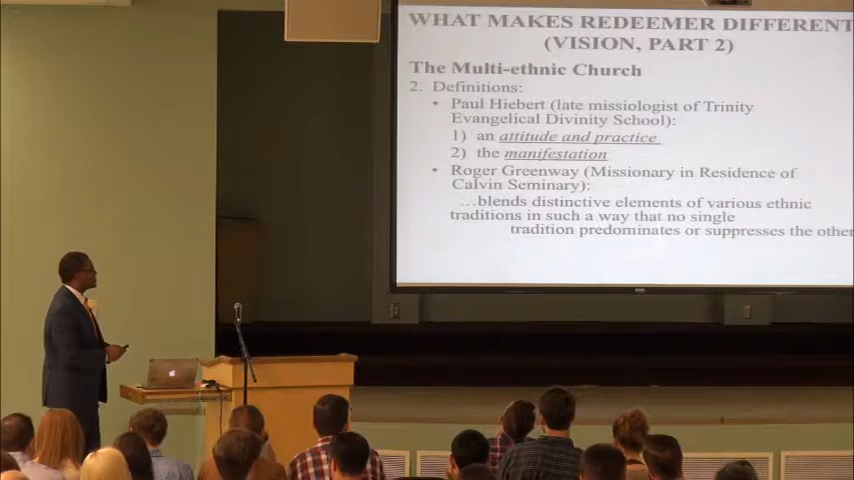 WHAT MAKES REDEEMER DIFFERENT
(VISION, PART 2)
The Multi-ethnic Church
2. Definitions:
• Paul Hiebert (late missiologist of Trinity
Evangelical Divinity School):
1) an attitude and practice
2) the manifestation
• Roger Greenway (Missionary in Residence of
Calvin Seminary):
…blends distinctive elements of various ethnic
traditions in such a way that no single
tradition predominates or suppresses the other